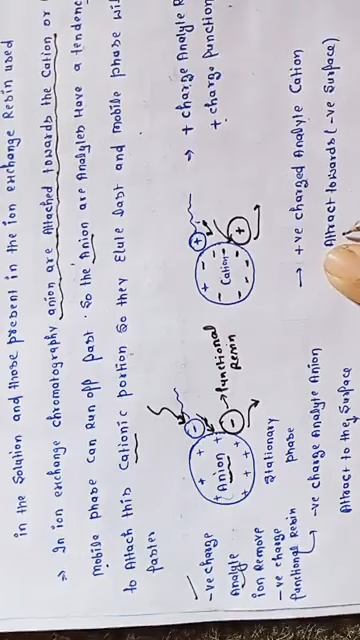 in the Solation and those present in the ion exchange Resin used
⇒ In ion exchange chromatography anion are Attached towards the Cation or
mobile phase can Run off fast. So the Anion are Analytes Have a tendenc
to Attach this Cationic portion So they Elute fast and mobile phase wil
faster
-ve charge
Analyte
ion Remove
-ve charge
functional Resin
Anion
→ functional
Resin
Stationary
phase
→ -ve charge Analyte Anion
Attract to the Surface
Cation
→ + charge Analyte R
+ charge function
→ +ve charged Analyte Cation
Attract towards (-ve Surface)